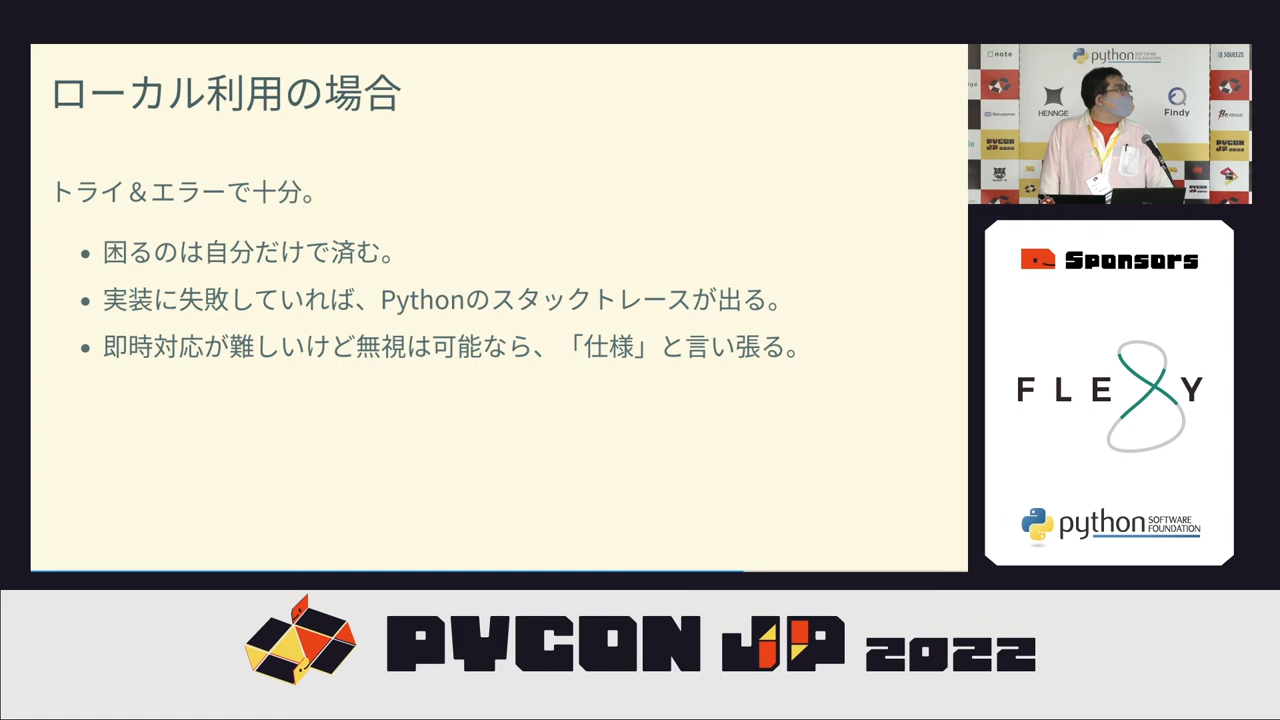 ローカル利用の場合
トライ＆エラーで十分。
• 困るのは自分だけで済む。
• 実装に失敗していれば、Pythonのスタックトレースが出る。
• 即時対応が難しいけど無視は可能なら、「仕様」と言い張る。
note
python SOFTWARE FOUNDATION
SQUEEZE
HENNGE
Findy
PYCON JP 2022
Sponsors
FLEXY
python SOFTWARE FOUNDATION
PYCON JP 2022